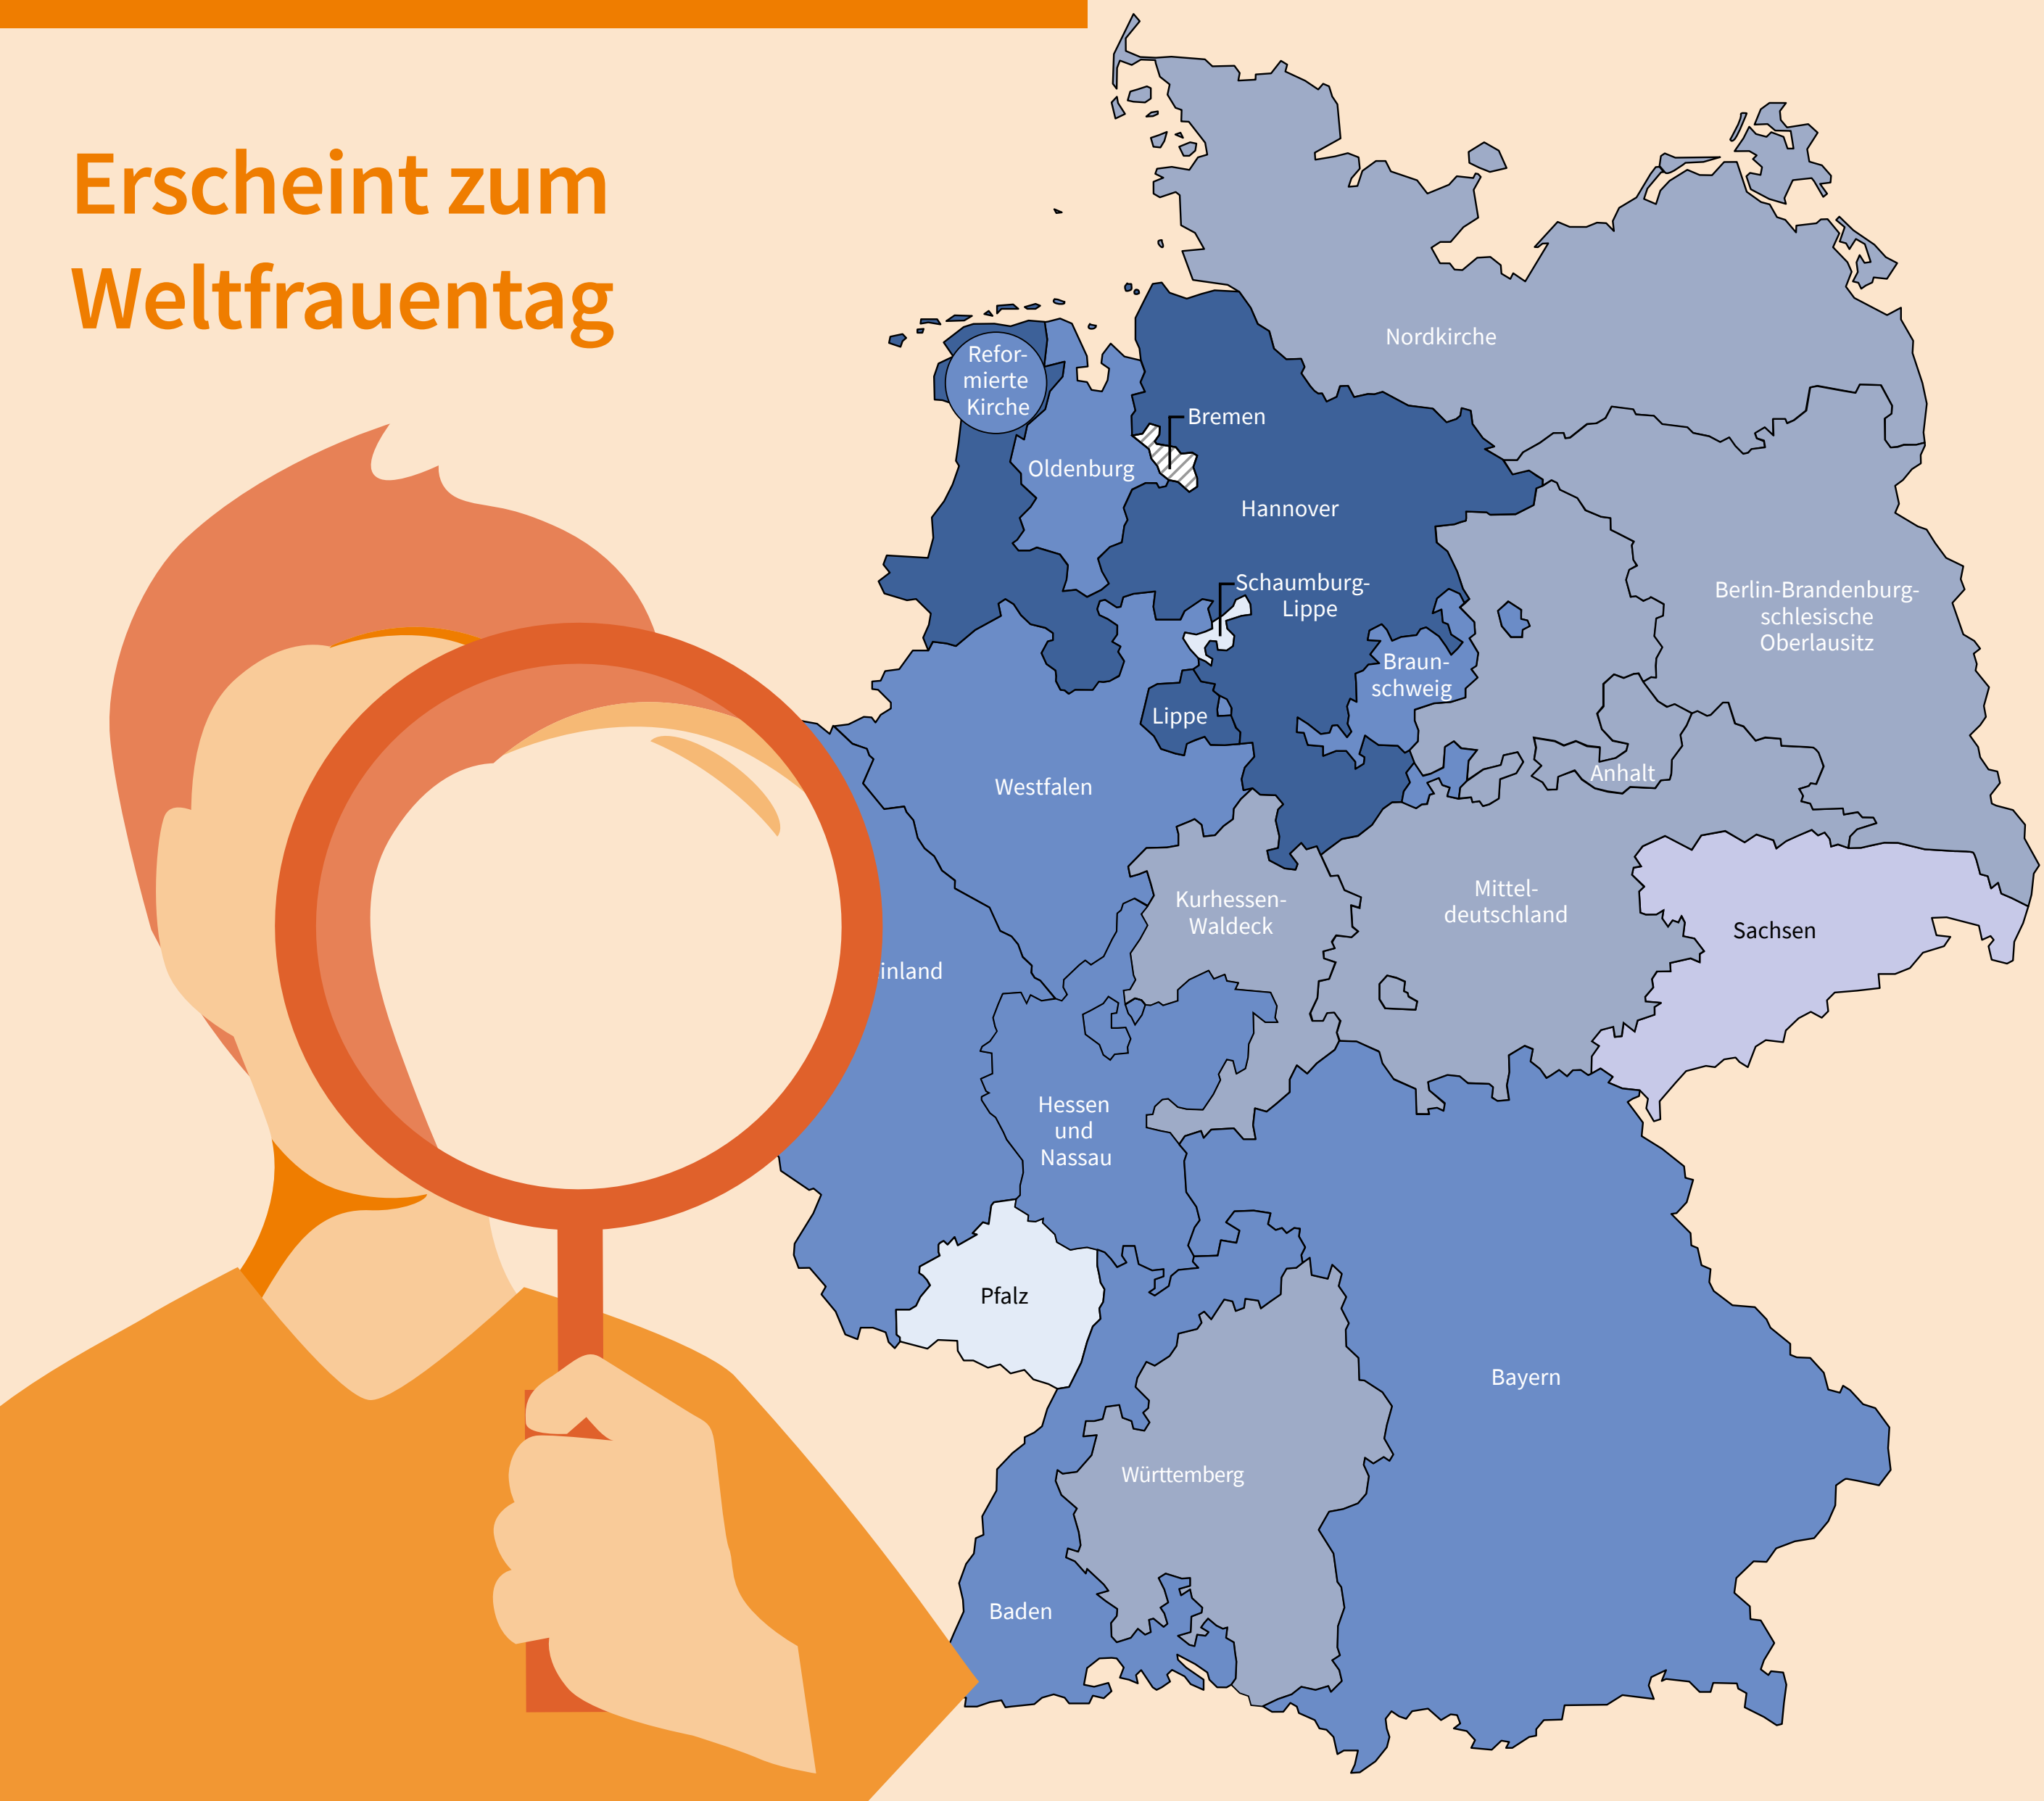 Erscheint zum
Weltfrauentag
Nordkirche
Refor-
mierte
Kirche
Bremen
Oldenburg
Hannover
Schaumburg-
Lippe
Berlin-Brandenburg-
schlesische
Oberlausitz
Braun-
schweig
Lippe
Westfalen
Anhalt
Kurhessen-
Waldeck
Mittel-
deutschland
Sachsen
inland
Hessen
und
Nassau
Pfalz
Bayern
Württemberg
Baden